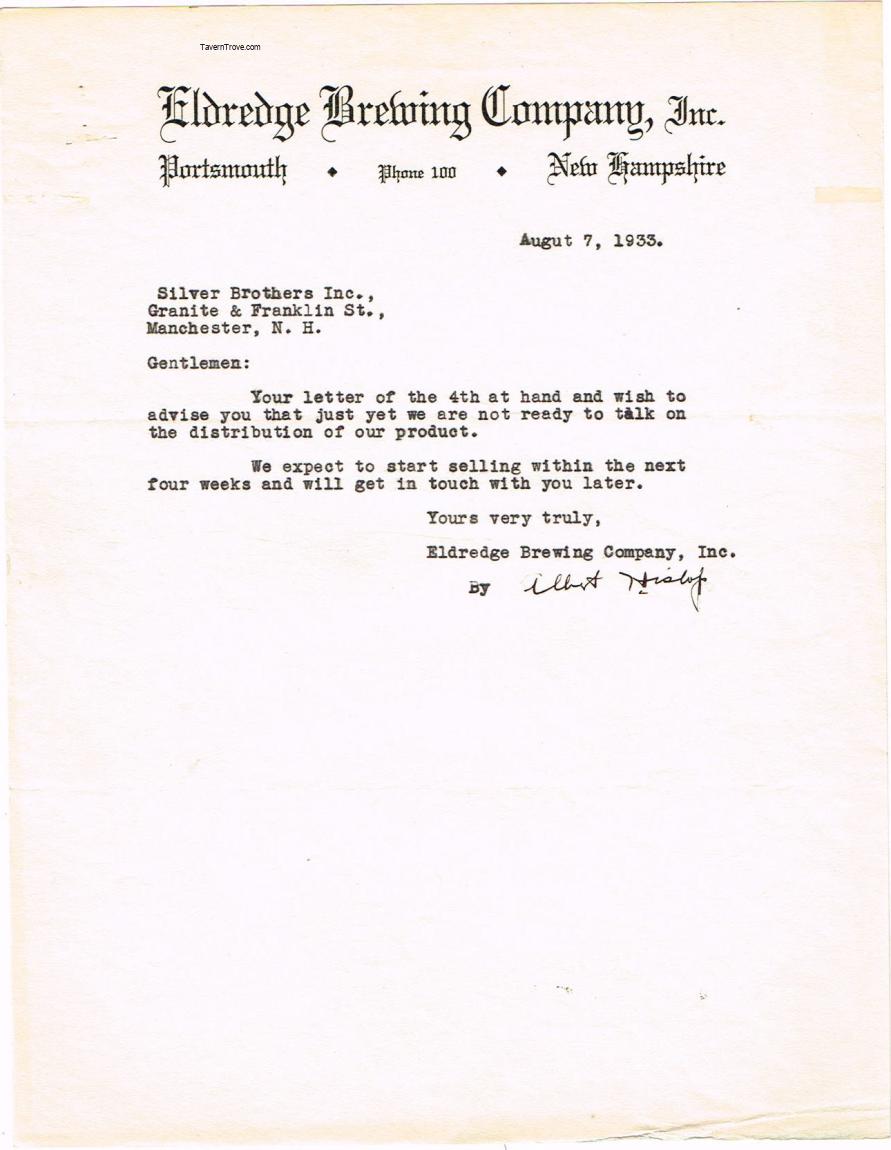 TavernTrove.com
Eldredge Brewing Company, Inc.
Portsmouth ◆ Phone 100 ◆ New Hampshire
Augut 7, 1933.
Silver Brothers Inc.,
Granite & Franklin St.,
Manchester, N. H.
Gentlemen:
Your letter of the 4th at hand and wish to
advise you that just yet we are not ready to talk on
the distribution of our product.
We expect to start selling within the next
four weeks and will get in touch with you later.
Yours very truly,
Eldredge Brewing Company, Inc.
By Albert Hislop